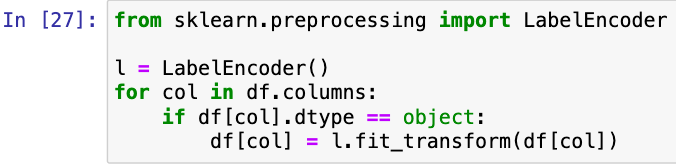 In [27]: from sklearn.preprocessing import LabelEncoder
l = LabelEncoder()
for col in df.columns:
    if df[col].dtype == object:
        df[col] = l.fit_transform(df[col])